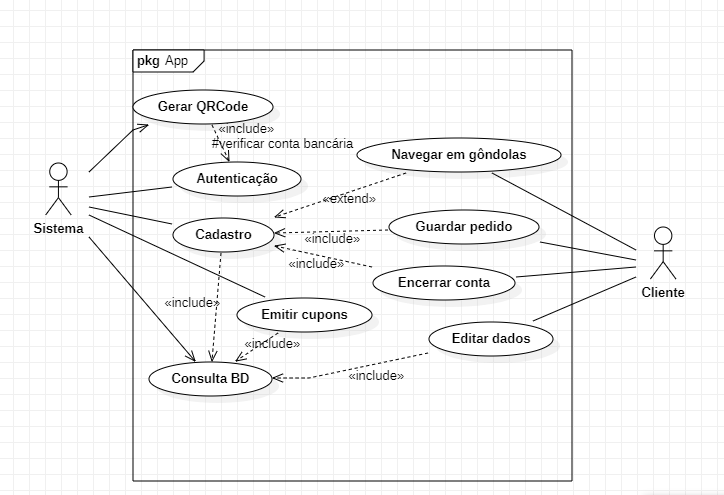 pkg App
Gerar QRCode
«include»
#verificar conta bancária
Navegar em gôndolas
Autenticação
«extend»
Sistema
Cadastro
Guardar pedido
«include»
«include»
Encerrar conta
Cliente
«include»
Emitir cupons
«include»
Editar dados
Consulta BD
«include»